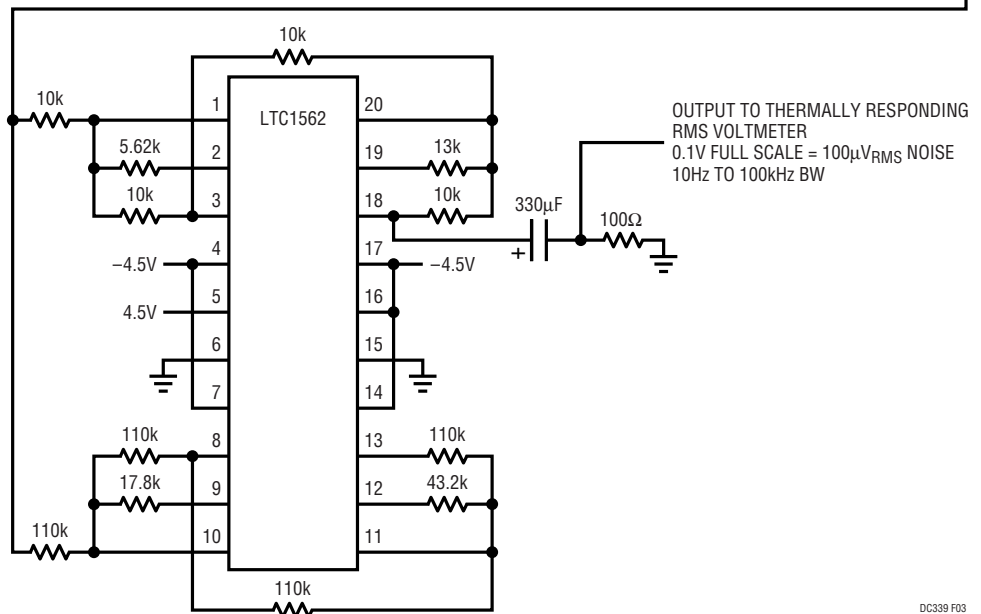 10k
10k
1
LTC1562
20
OUTPUT TO THERMALLY RESPONDING
RMS VOLTMETER
0.1V FULL SCALE = 100µVRMS NOISE
10Hz TO 100kHz BW
5.62k
2
19
13k
10k
3
18
10k
330µF
100Ω
+
–4.5V
4
17
–4.5V
4.5V
5
16
6
15
7
14
110k
8
13
110k
17.8k
9
12
43.2k
110k
10
11
110k
DC339 F03